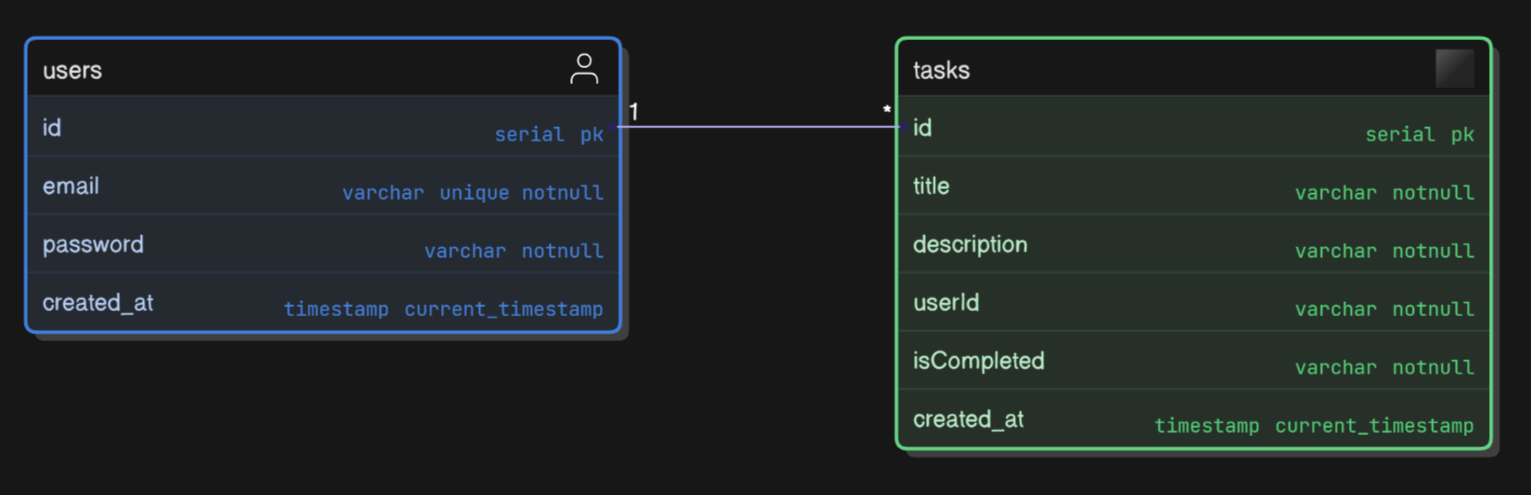 users
id serial pk
email varchar unique notnull
password varchar notnull
created_at timestamp current_timestamp
1
*
tasks
id serial pk
title varchar notnull
description varchar notnull
userId varchar notnull
isCompleted varchar notnull
created_at timestamp current_timestamp